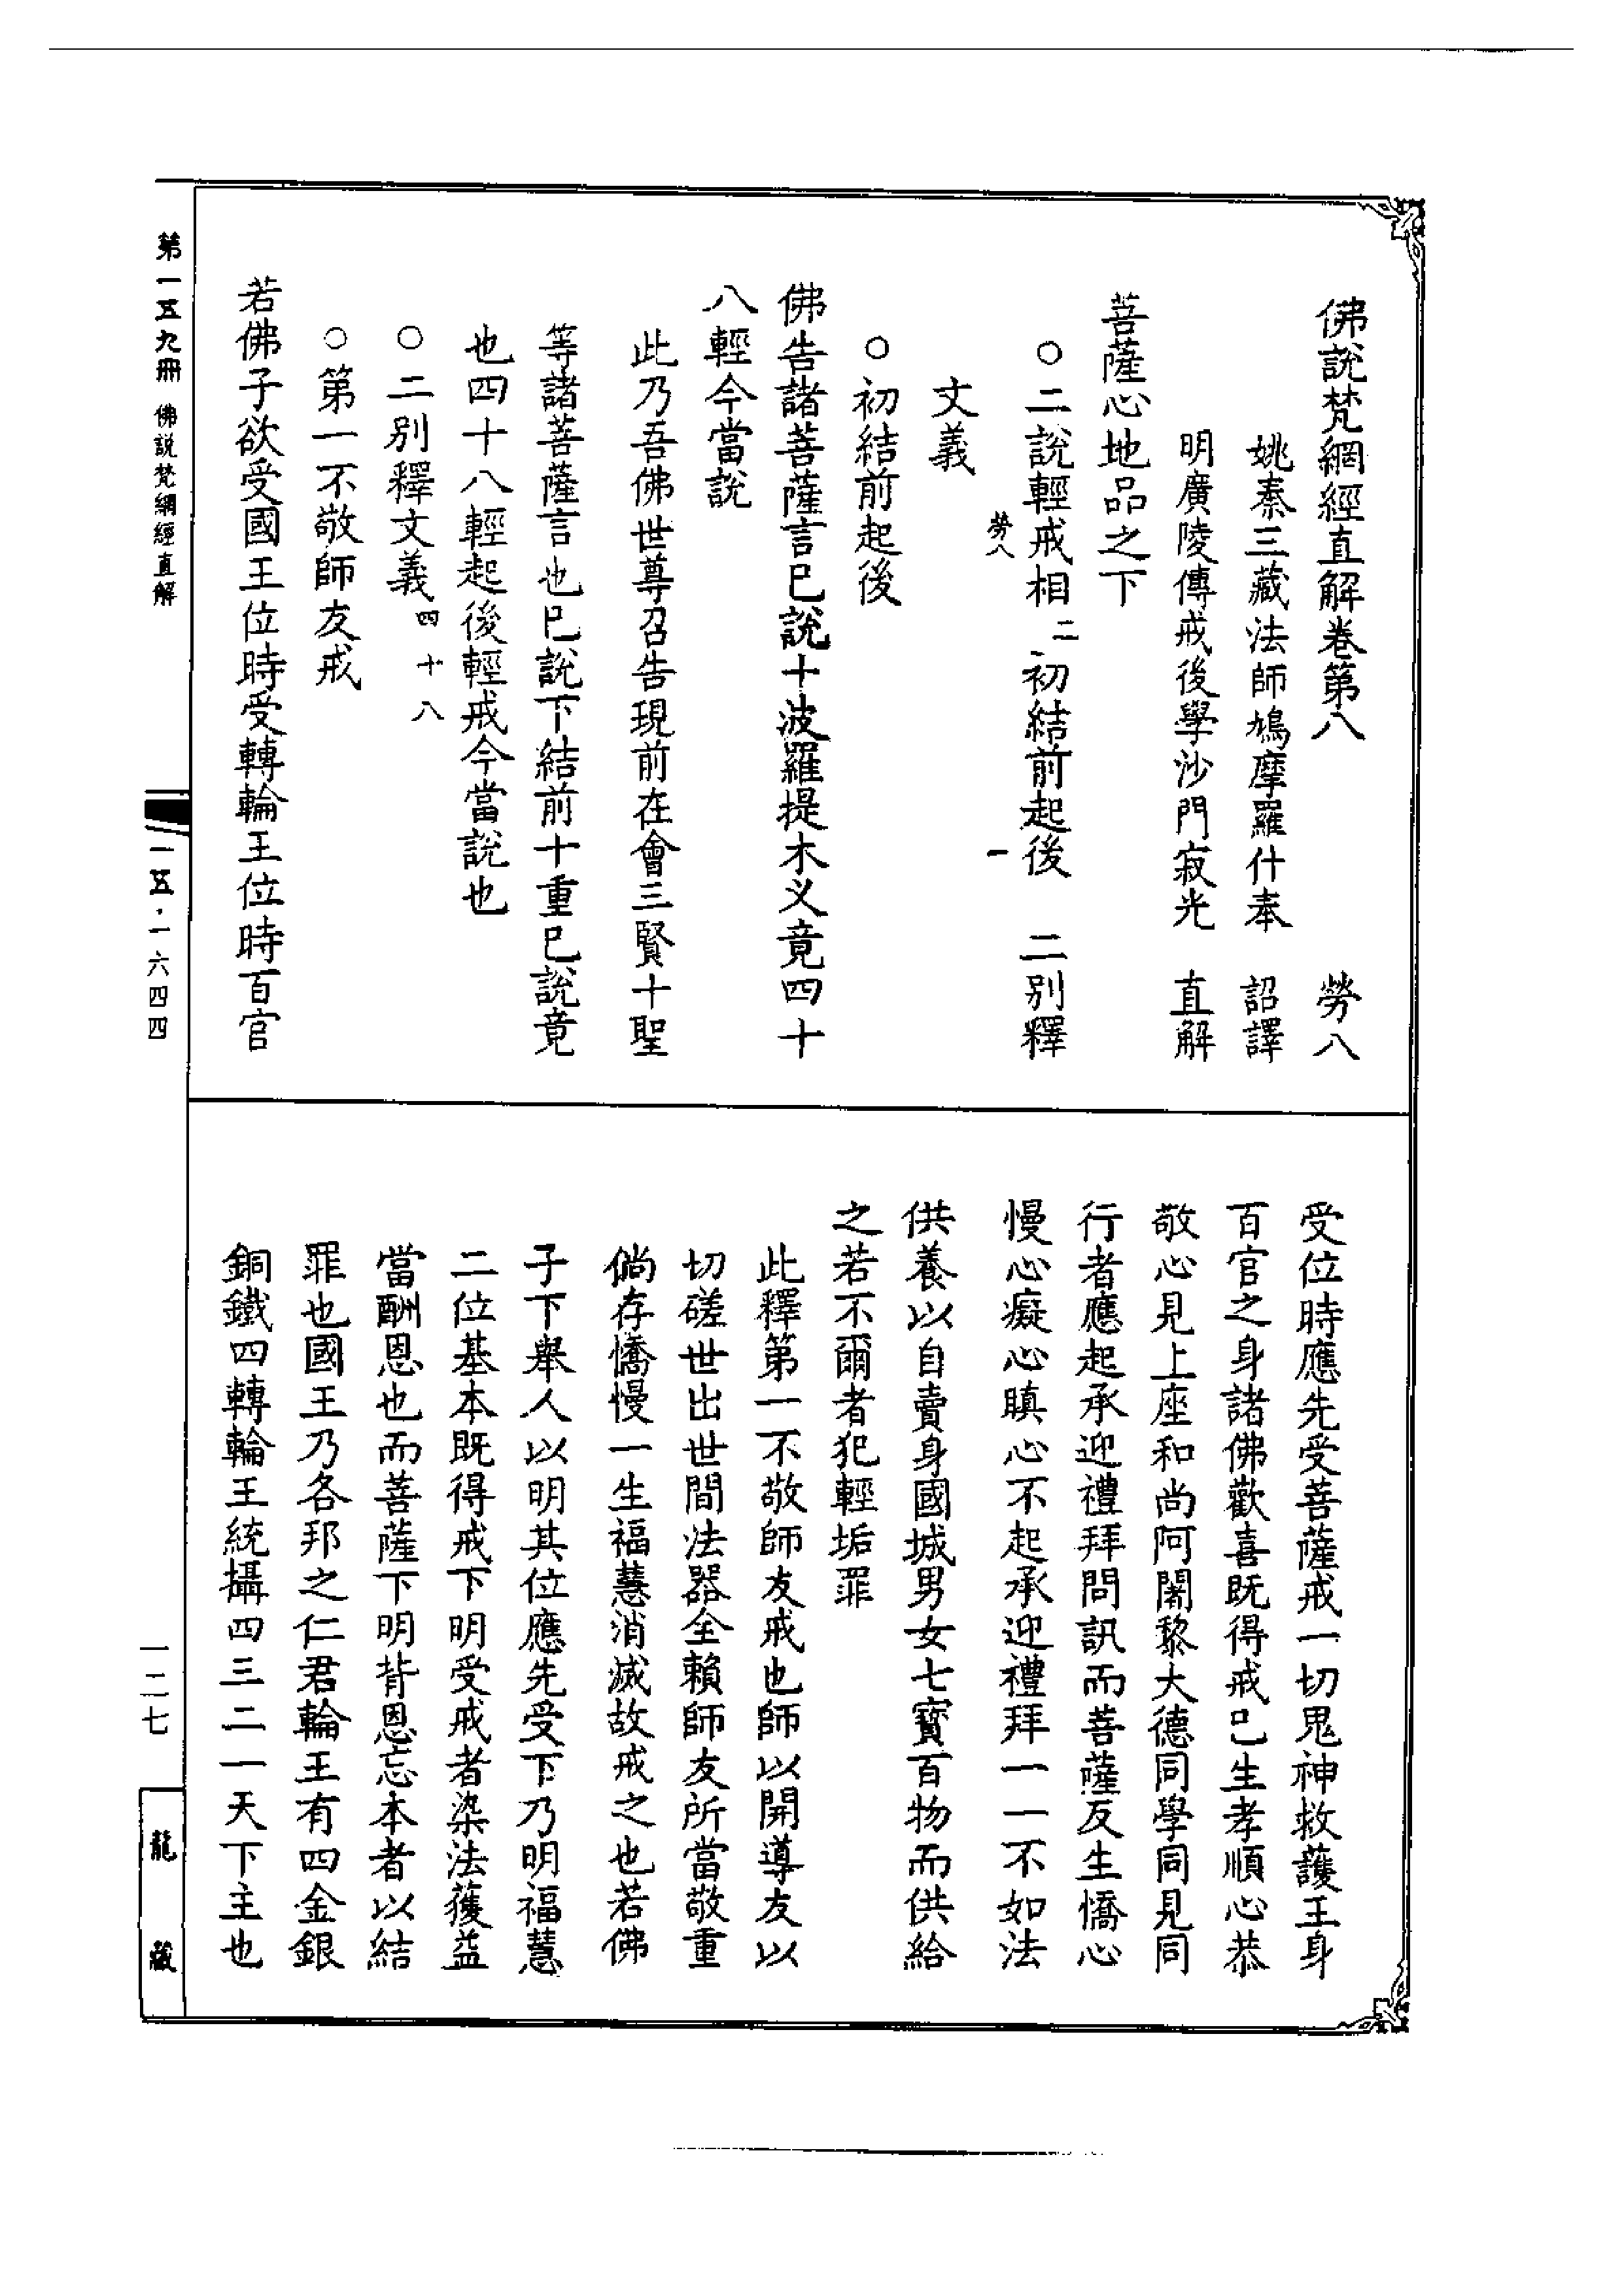 佛說梵網經直解卷第八　勞八
姚秦三藏法師鳩摩羅什奉　詔譯
明廣陵傳戒後學沙門寂光　直解
菩薩心地品之下
○二說輕戒相二初結前起後　二別釋
勞八　一
文義
○初結前起後
佛告諸菩薩言已說十波羅提木叉竟四十
八輕今當說
此乃吾佛世尊召告現前在會三賢十聖
等諸菩薩言也已說下結前十重已說竟
也四十八輕起後輕戒今當說也
○二別釋文義四十八
○第一不敬師友戒
若佛子欲受國王位時受轉輪王位時百官
受位時應先受菩薩戒一切鬼神救護王身
百官之身諸佛歡喜既得戒已生孝順心恭
敬心見上座和尚阿闍黎大德同學同見同
行者應起承迎禮拜問訊而菩薩反生憍心
慢心癡心瞋心不起承迎禮拜一一不如法
供養以自賣身國城男女七寶百物而供給
之若不爾者犯輕垢罪
此釋第一不敬師友戒也師以開導友以
切磋世出世間法器全賴師友所當敬重
倘存憍慢一生福慧消滅故戒之也若佛
子下舉人以明其位應先受下乃明福慧
二位基本既得戒下明受戒者染法獲益
當酬恩也而菩薩下明背恩忘本者以結
罪也國王乃各邦之仁君輪王有四金銀
銅鐵四轉輪王統攝四三二一天下主也
第一五九冊　佛說梵網經直解
一五·一六四四
一二七
龍藏